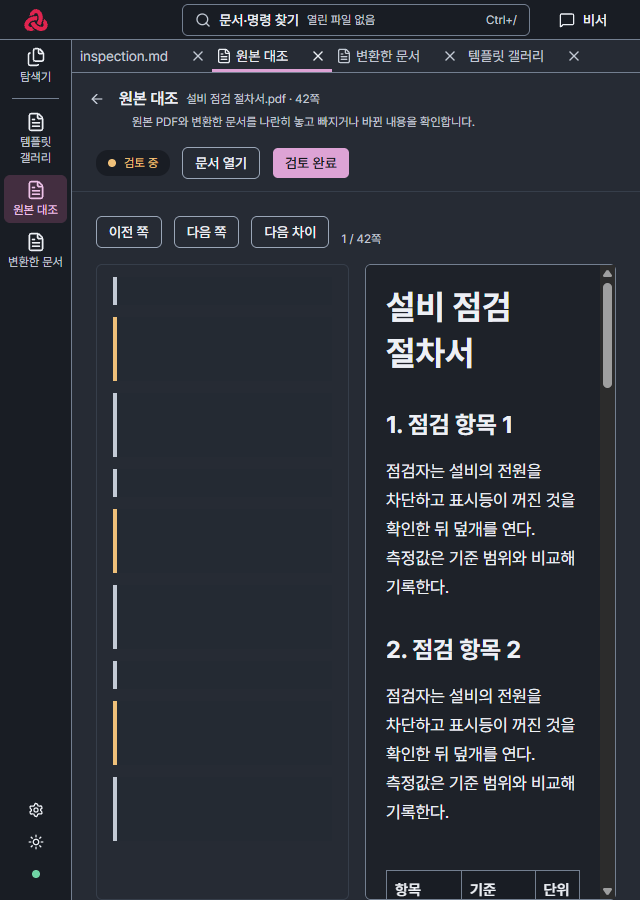 문서·명령 찾기 열린 파일 없음 Ctrl+/
비서
탐색기
템플릿
갤러리
원본 대조
변환한 문서
inspection.md
원본 대조
변환한 문서
템플릿 갤러리
원본 대조 설비 점검 절차서.pdf · 42쪽
원본 PDF와 변환한 문서를 나란히 놓고 빠지거나 바뀐 내용을 확인합니다.
검토 중
문서 열기
검토 완료
이전 쪽
다음 쪽
다음 차이
1 / 42쪽
설비 점검
절차서
1. 점검 항목 1
점검자는 설비의 전원을
차단하고 표시등이 꺼진 것을
확인한 뒤 덮개를 연다.
측정값은 기준 범위와 비교해
기록한다.
2. 점검 항목 2
점검자는 설비의 전원을
차단하고 표시등이 꺼진 것을
확인한 뒤 덮개를 연다.
측정값은 기준 범위와 비교해
기록한다.
항목 기준 단위